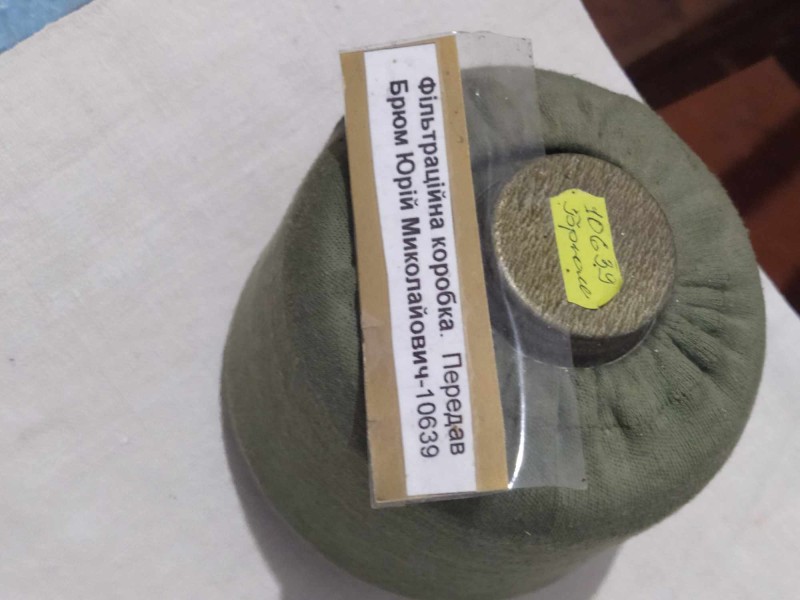 Фільтраційна коробка. Передав
Брюм Юрій Миколайович-10639
10639